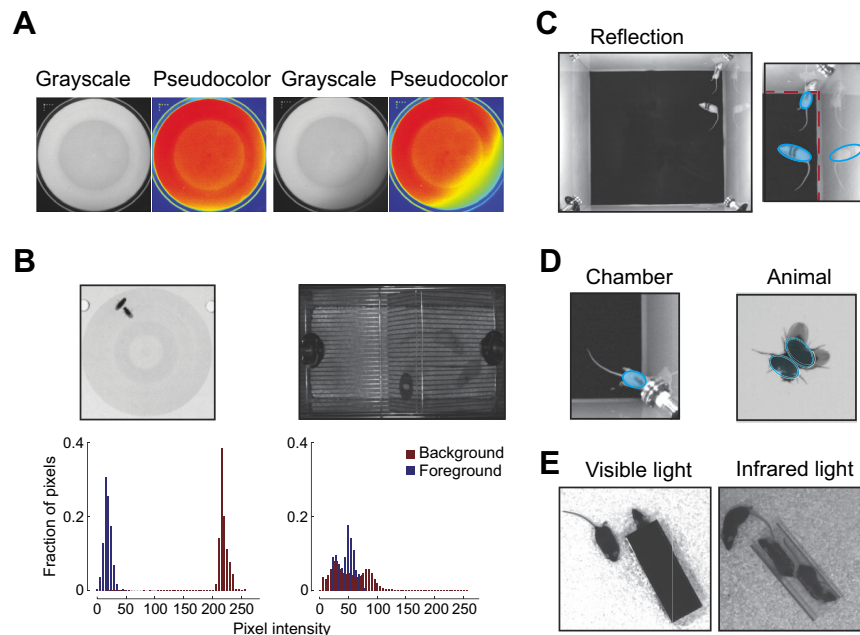 A
Grayscale Pseudocolor Grayscale Pseudocolor
B
0.4
0.2
0
Fraction of pixels
0 50 100 150 200 250
0.4
0.2
0
Background
Foreground
0 50 100 150 200 250
Pixel intensity
C
Reflection
D
Chamber Animal
E
Visible light Infrared light